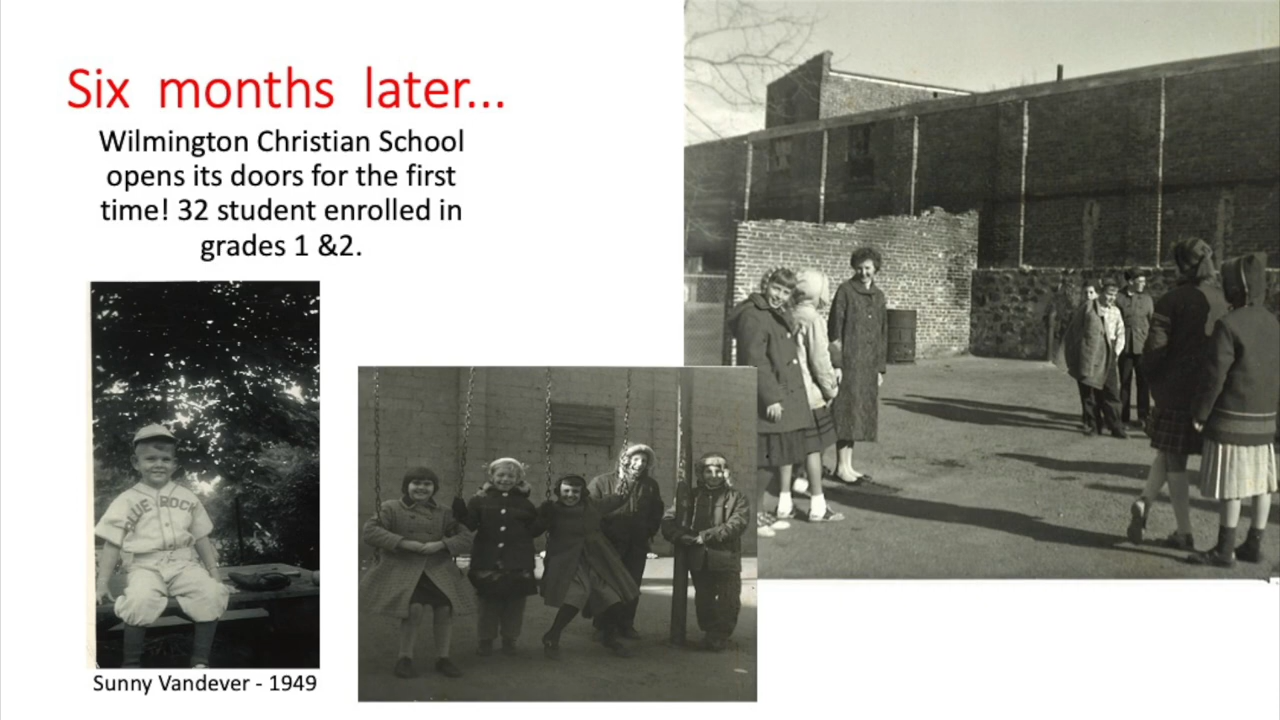 Six months later...
Wilmington Christian School
opens its doors for the first
time! 32 student enrolled in
grades 1 &2.
BLUE ROCK
Sunny Vandever - 1949